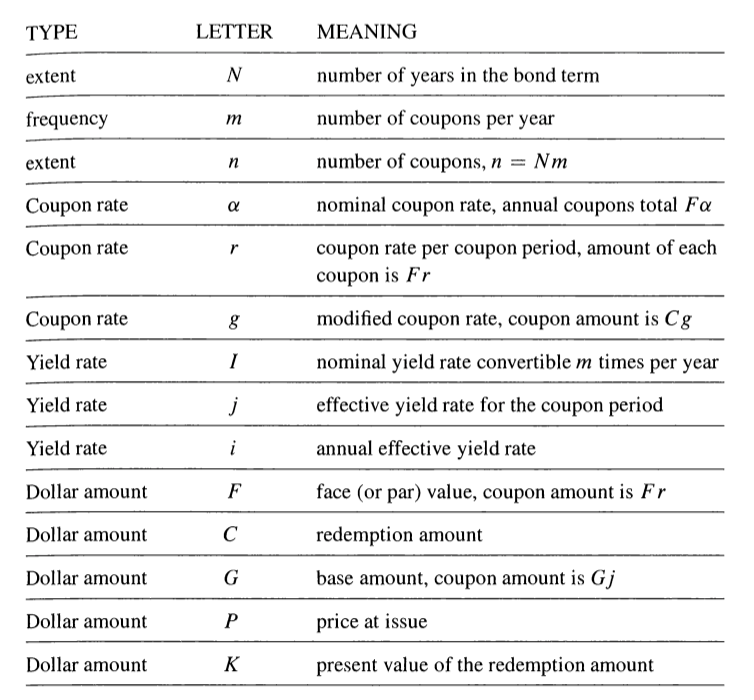 TYPE LETTER MEANING
extent N number of years in the bond term
frequency m number of coupons per year
extent n number of coupons, n = Nm
Coupon rate α nominal coupon rate, annual coupons total Fα
Coupon rate r coupon rate per coupon period, amount of each
coupon is Fr
Coupon rate g modified coupon rate, coupon amount is Cg
Yield rate I nominal yield rate convertible m times per year
Yield rate j effective yield rate for the coupon period
Yield rate i annual effective yield rate
Dollar amount F face (or par) value, coupon amount is Fr
Dollar amount C redemption amount
Dollar amount G base amount, coupon amount is Gj
Dollar amount P price at issue
Dollar amount K present value of the redemption amount